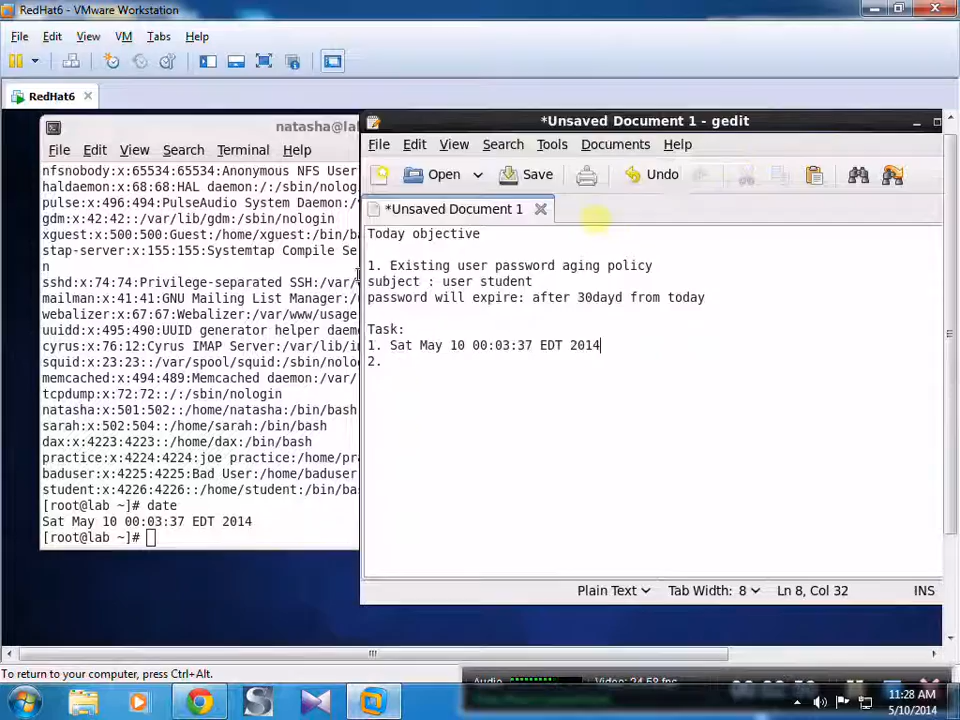 RedHat6 - VMware Workstation
File Edit View VM Tabs Help
RedHat6
natasha@la
File Edit View Search Terminal Help
nfsnobody:x:65534:65534:Anonymous NFS User
haldaemon:x:68:68:HAL daemon:/:/sbin/nolog
pulse:x:496:494:PulseAudio System Daemon:/
gdm:x:42:42::/var/lib/gdm:/sbin/nologin
xguest:x:500:500:Guest:/home/xguest:/bin/ba
stap-server:x:155:155:Systemtap Compile Se
n
sshd:x:74:74:Privilege-separated SSH:/var/
mailman:x:41:41:GNU Mailing List Manager:/
webalizer:x:67:67:Webalizer:/var/www/usage
uuidd:x:495:490:UUID generator helper daem
cyrus:x:76:12:Cyrus IMAP Server:/var/lib/i
squid:x:23:23::/var/spool/squid:/sbin/nolo
memcached:x:494:489:Memcached daemon:/var/
tcpdump:x:72:72::/:/sbin/nologin
natasha:x:501:502::/home/natasha:/bin/bash
sarah:x:502:504::/home/sarah:/bin/bash
dax:x:4223:4223::/home/dax:/bin/bash
practice:x:4224:4224:joe practice:/home/pr
baduser:x:4225:4225:Bad User:/home/baduser
student:x:4226:4226::/home/student:/bin/ba
[root@lab ~]# date
Sat May 10 00:03:37 EDT 2014
[root@lab ~]#
*Unsaved Document 1 - gedit
File Edit View Search Tools Documents Help
Open Save Undo
*Unsaved Document 1
Today objective
1. Existing user password aging policy
subject : user student
password will expire: after 30dayd from today
Task:
1. Sat May 10 00:03:37 EDT 2014
2.
Plain Text Tab Width: 8 Ln 8, Col 32 INS
To return to your computer, press Ctrl+Alt.
11:28 AM
5/10/2014